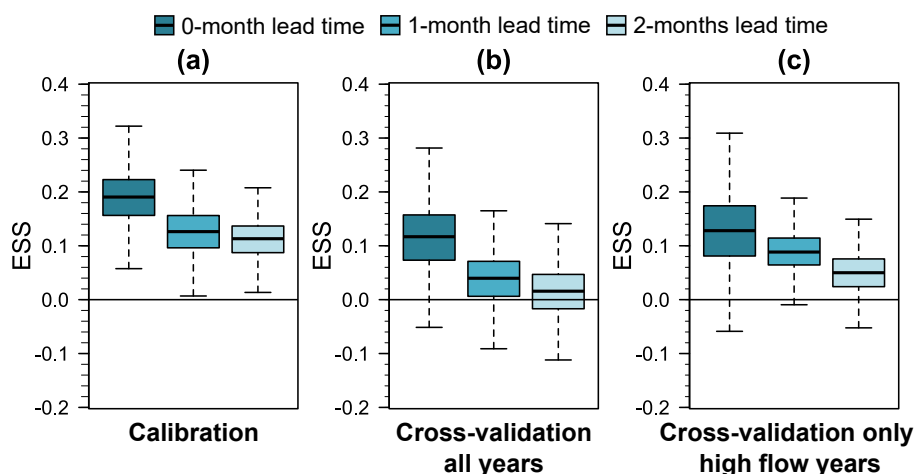 0-month lead time 1-month lead time 2-months lead time
(a) (b) (c)
ESS
0.4
0.3
0.2
0.1
0.0
-0.1
-0.2
Calibration
ESS
0.4
0.3
0.2
0.1
0.0
-0.1
-0.2
Cross-validation
all years
ESS
0.4
0.3
0.2
0.1
0.0
-0.1
-0.2
Cross-validation only
high flow years